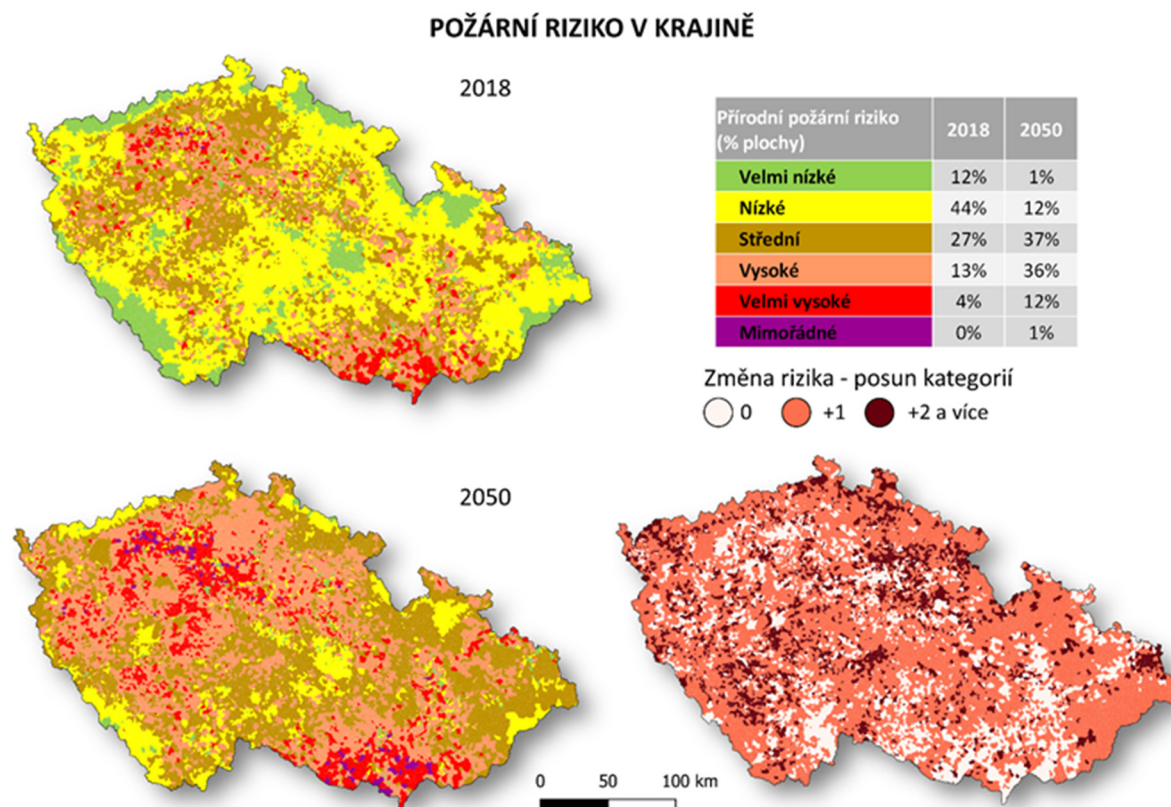 POŽÁRNÍ RIZIKO V KRAJINĚ
2018
Přírodní požární riziko
(% plochy) 2018 2050
Velmi nízké 12% 1%
Nízké 44% 12%
Střední 27% 37%
Vysoké 13% 36%
Velmi vysoké 4% 12%
Mimořádné 0% 1%
Změna rizika - posun kategorií
0 +1 +2 a více
2050
0 50 100 km